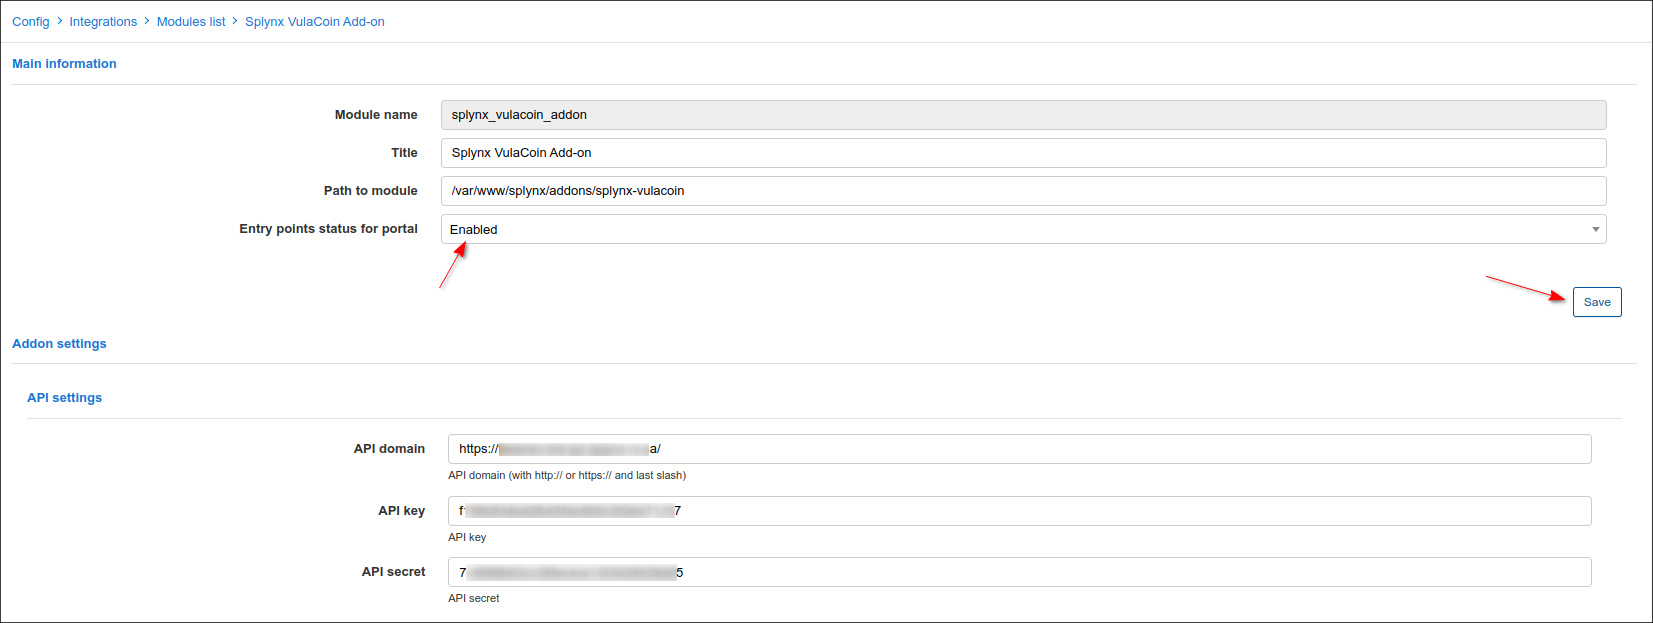 Config > Integrations > Modules list > Splynx VulaCoin Add-on
Main information
Module name splynx_vulacoin_addon
Title Splynx VulaCoin Add-on
Path to module /var/www/splynx/addons/splynx-vulacoin
Entry points status for portal Enabled
Save
Addon settings
API settings
API domain https:// a/
API domain (with http:// or https:// and last slash)
API key 7
API key
API secret 7 5
API secret